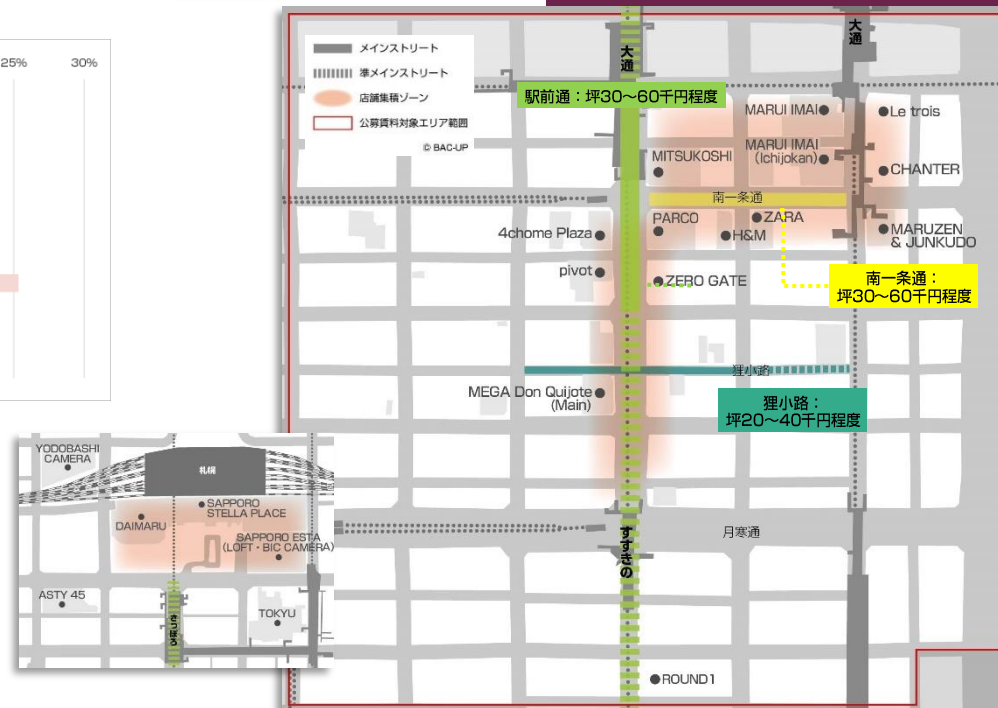 25%
30%
メインストリート
準メインストリート
店舗集積ゾーン
公募賃料対象エリア範囲
© BAC-UP
大通
大通
駅前通：坪30～60千円程度
MARUI IMAI
Le trois
MITSUKOSHI
MARUI IMAI
(Ichijokan)
CHANTER
南一条通
PARCO
ZARA
4chome Plaza
H&M
MARUZEN
& JUNKUDO
pivot
ZERO GATE
南一条通：
坪30～60千円程度
狸小路
MEGA Don Quijote
(Main)
狸小路：
坪20～40千円程度
すすきの
月寒通
ROUND1
YODOBASHI
CAMERA
札幌
SAPPORO
STELLA PLACE
DAIMARU
SAPPORO ESTA
(LOFT・BIC CAMERA)
ASTY 45
さっぽろ
TOKYU